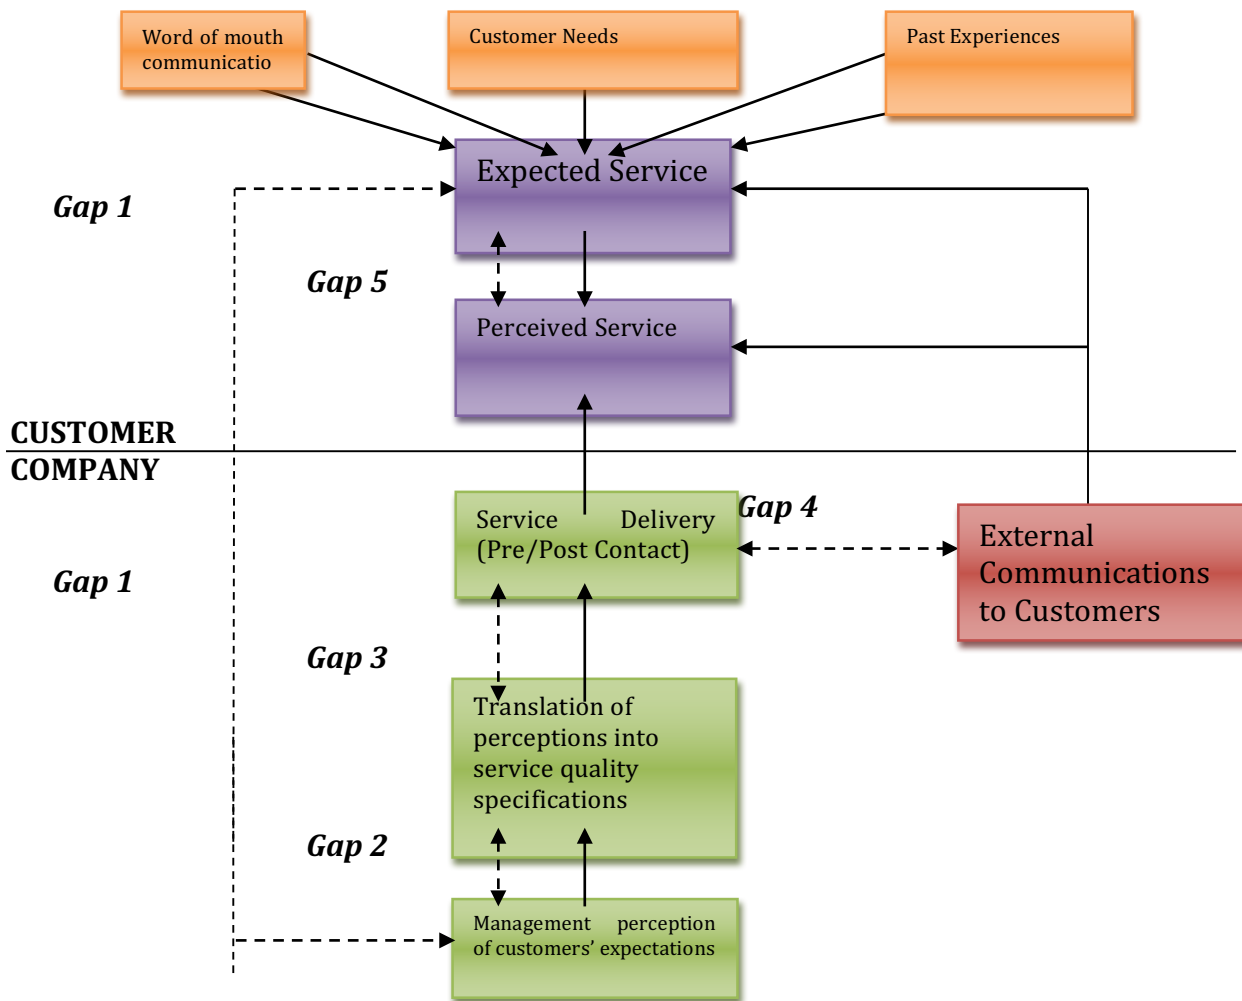 Word of mouth
communicatio
Customer Needs
Past Experiences
Expected Service
Gap 1
Gap 5
Perceived Service
CUSTOMER
COMPANY
Service Delivery
(Pre/Post Contact)
Gap 4
External
Communications
to Customers
Gap 1
Gap 3
Translation of
perceptions into
service quality
specifications
Gap 2
Management perception
of customers’ expectations